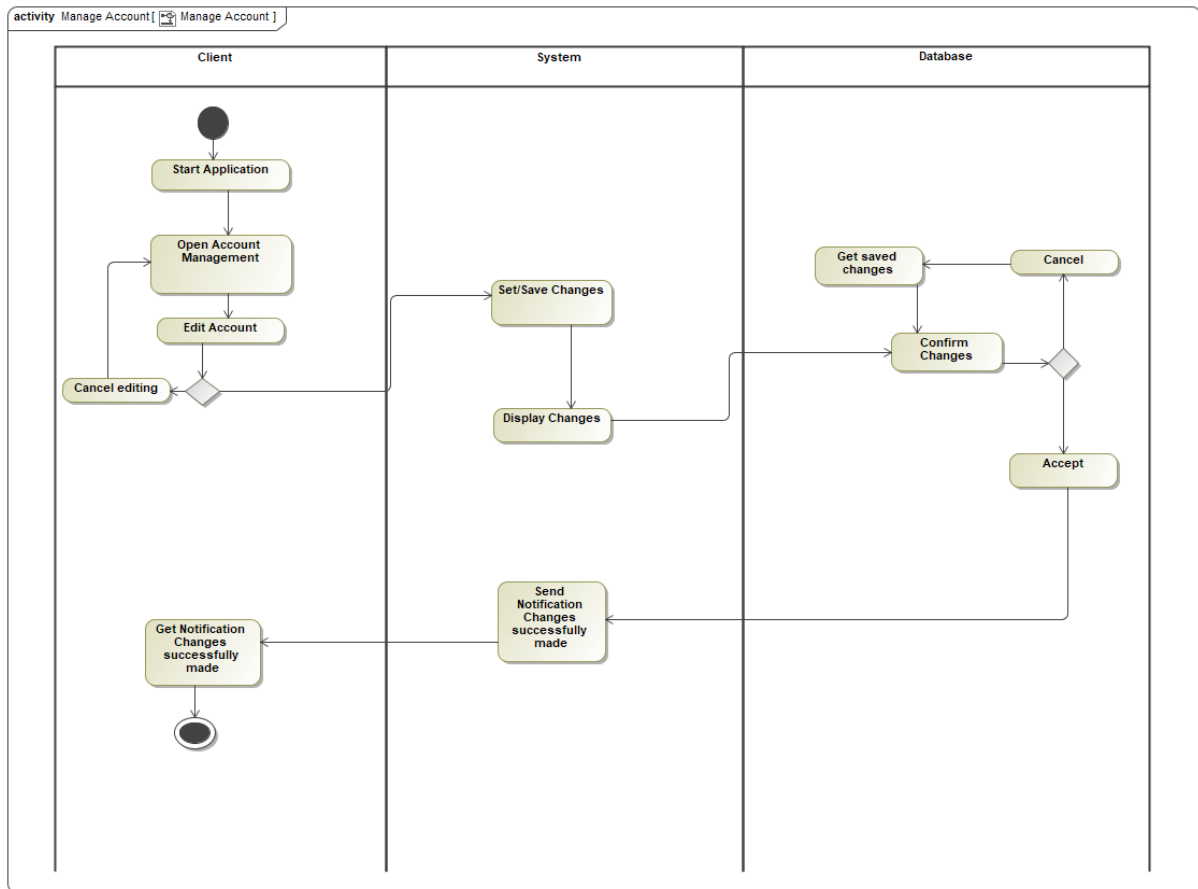 activity Manage Account [ Manage Account ]
Client
System
Database
Start Application
Open Account
Management
Edit Account
Cancel editing
Set/Save Changes
Display Changes
Get saved
changes
Cancel
Confirm
Changes
Accept
Send
Notification
Changes
successfully
made
Get Notification
Changes
successfully
made